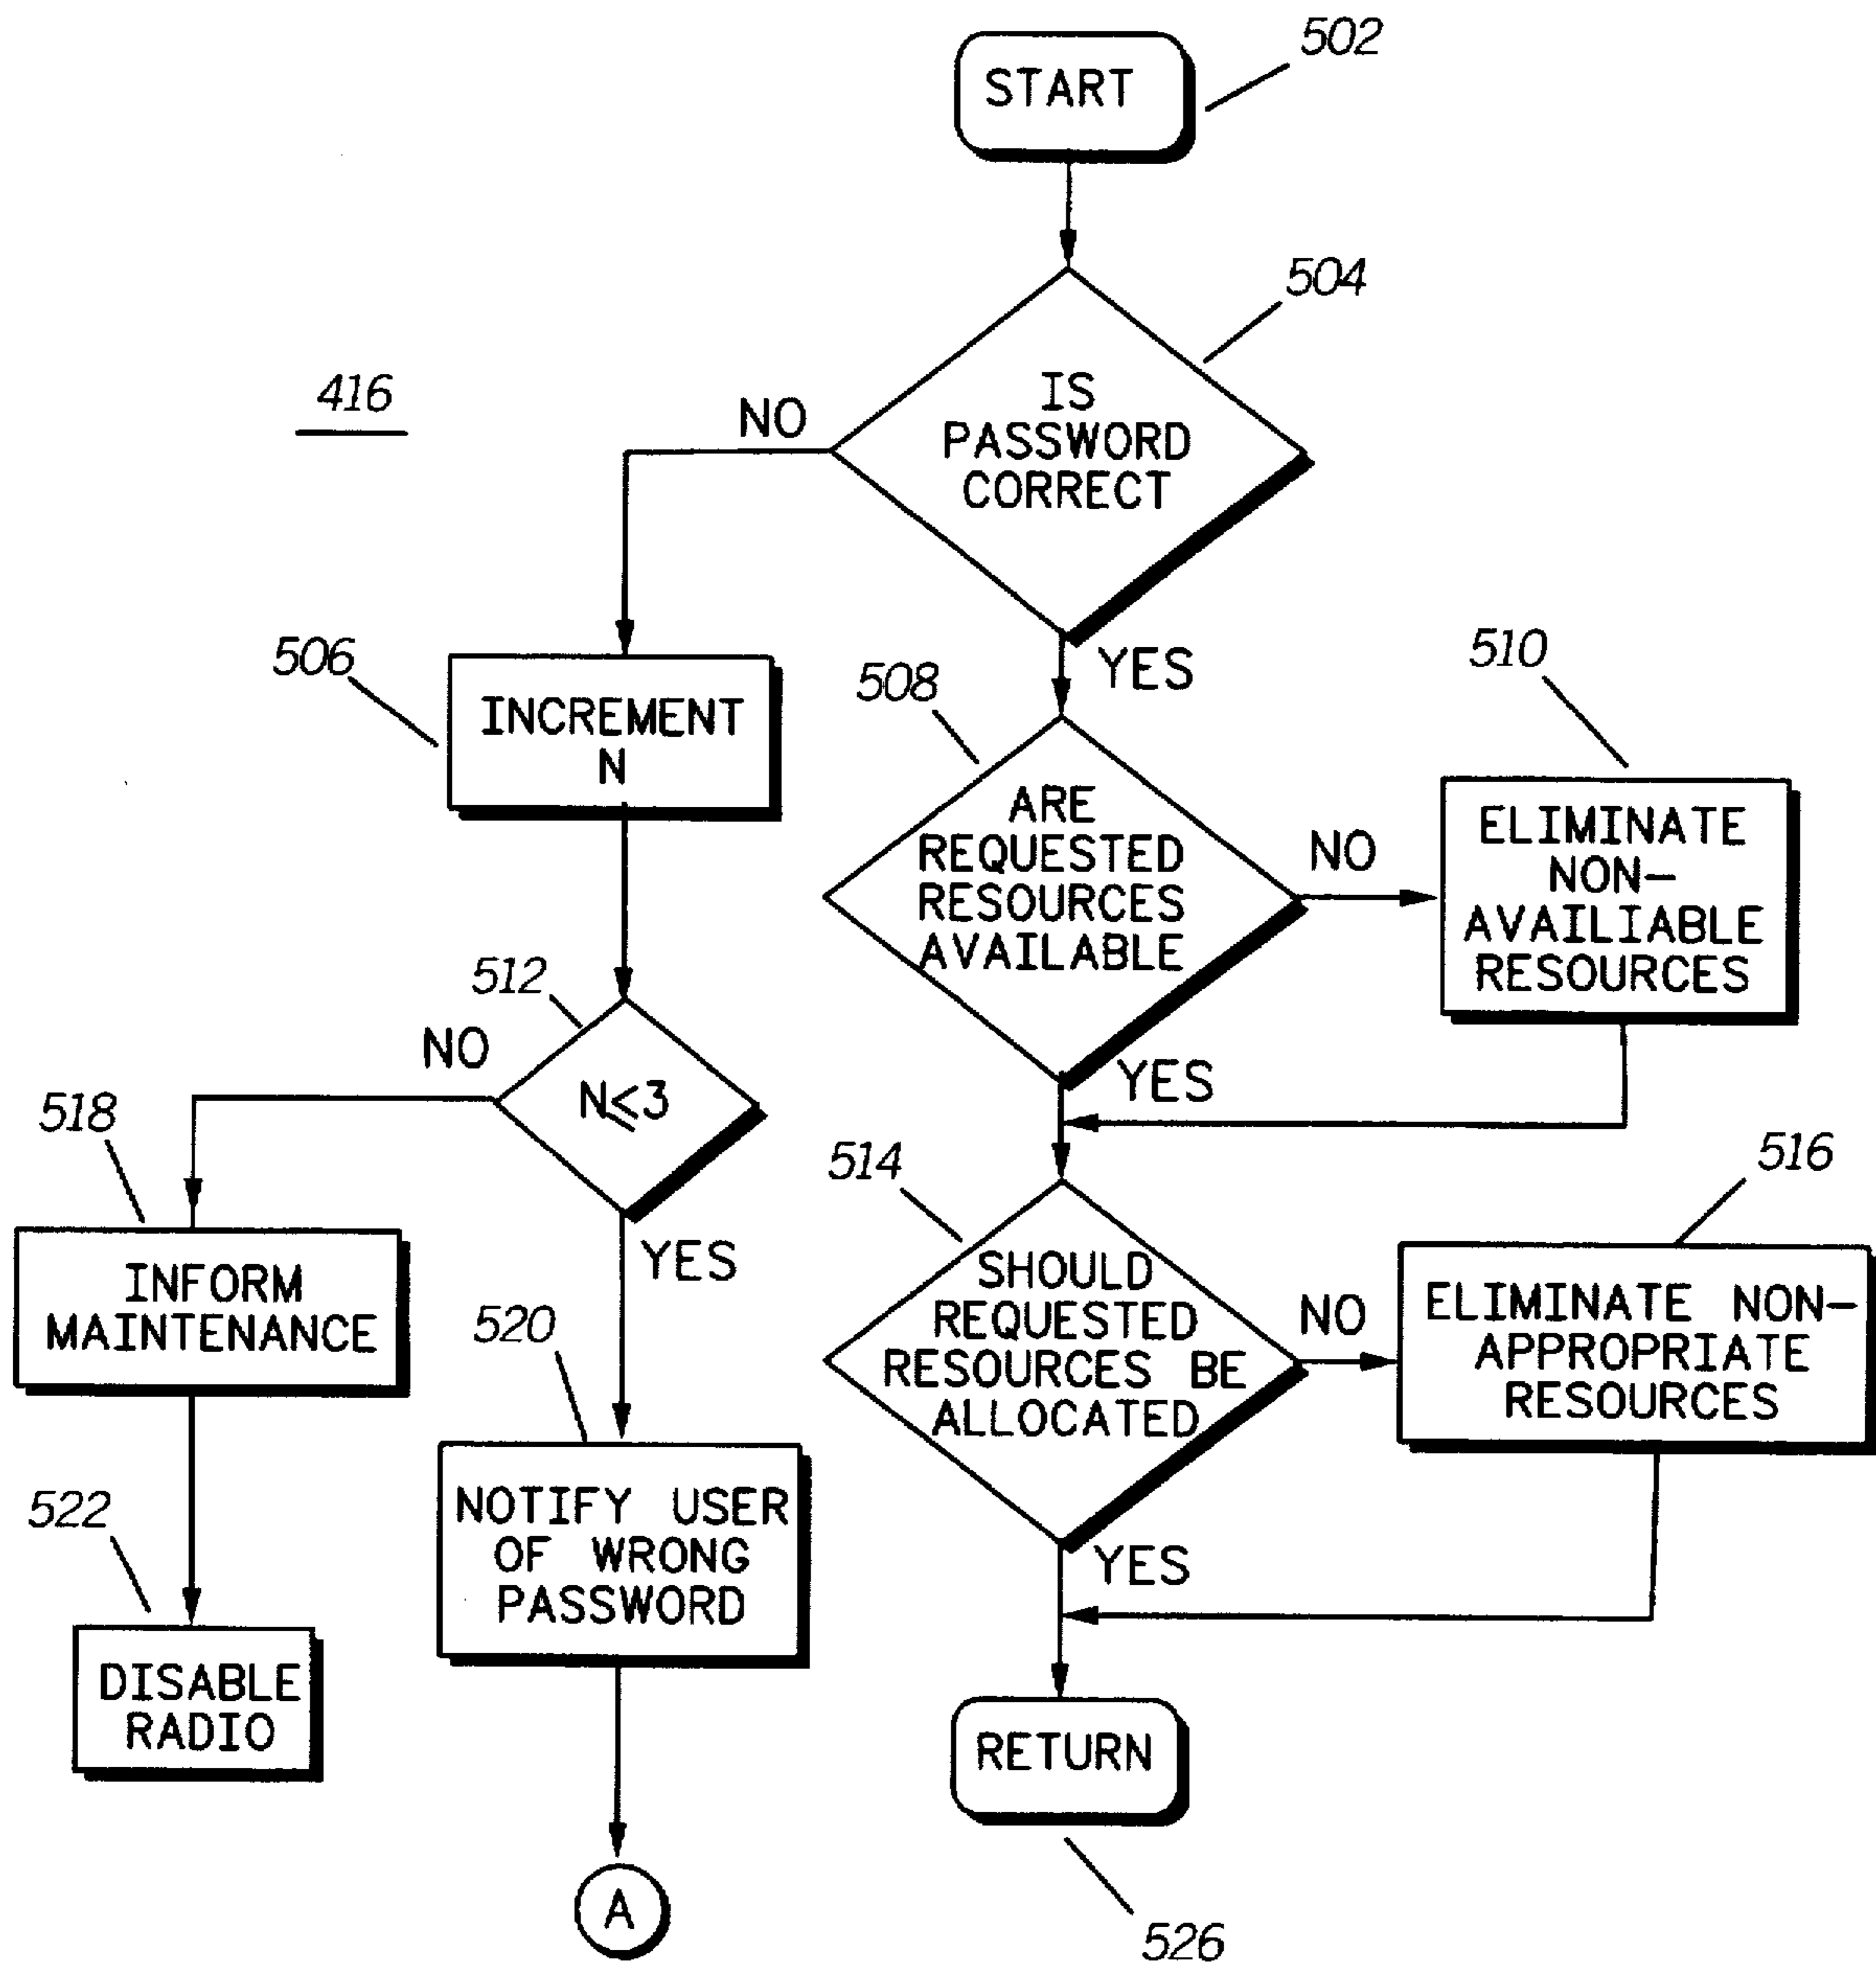 502
START
504
416
NO
IS
PASSWORD
CORRECT
YES
506
INCREMENT
N
508
510
ARE
REQUESTED
RESOURCES
AVAILABLE
NO
ELIMINATE
NON-
AVAILIABLE
RESOURCES
YES
512
NO
N≤3
YES
514
516
SHOULD
REQUESTED
RESOURCES BE
ALLOCATED
NO
ELIMINATE NON-
APPROPRIATE
RESOURCES
YES
518
INFORM
MAINTENANCE
520
NOTIFY USER
OF WRONG
PASSWORD
522
DISABLE
RADIO
RETURN
A
526